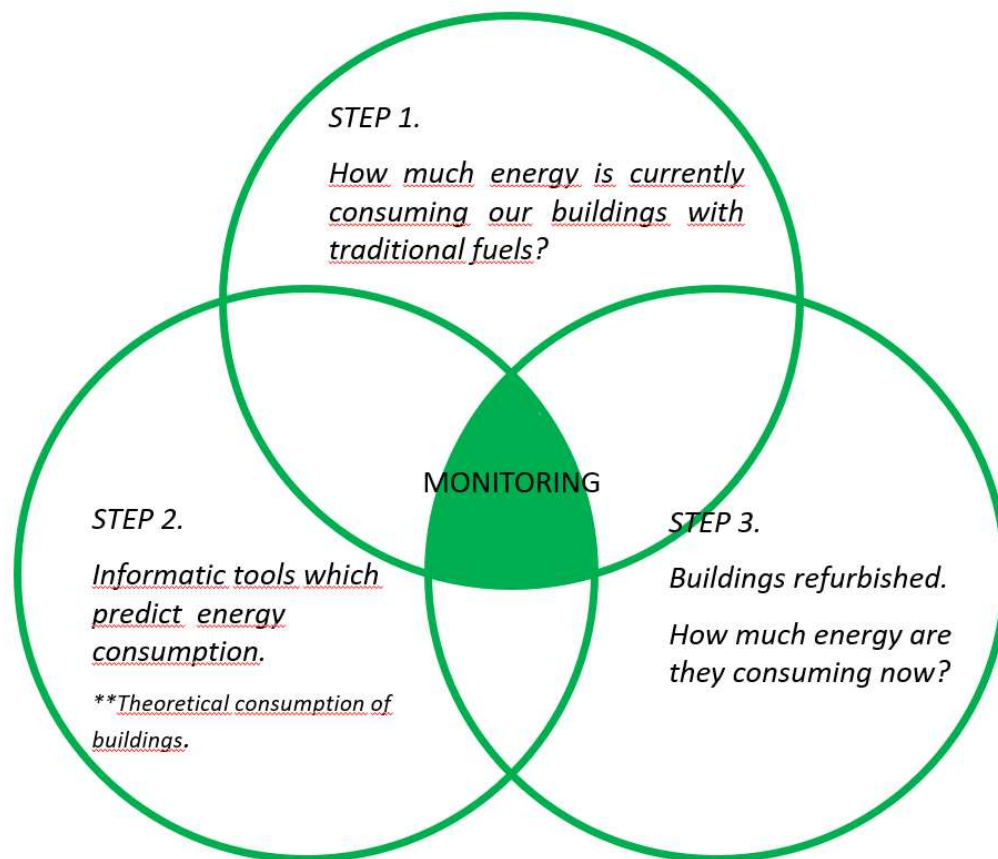 STEP 1.
How much energy is currently
consuming our buildings with
traditional fuels?
MONITORING
STEP 2.
Informatic tools which
predict energy
consumption.
**Theoretical consumption of
buildings.
STEP 3.
Buildings refurbished.
How much energy are
they consuming now?